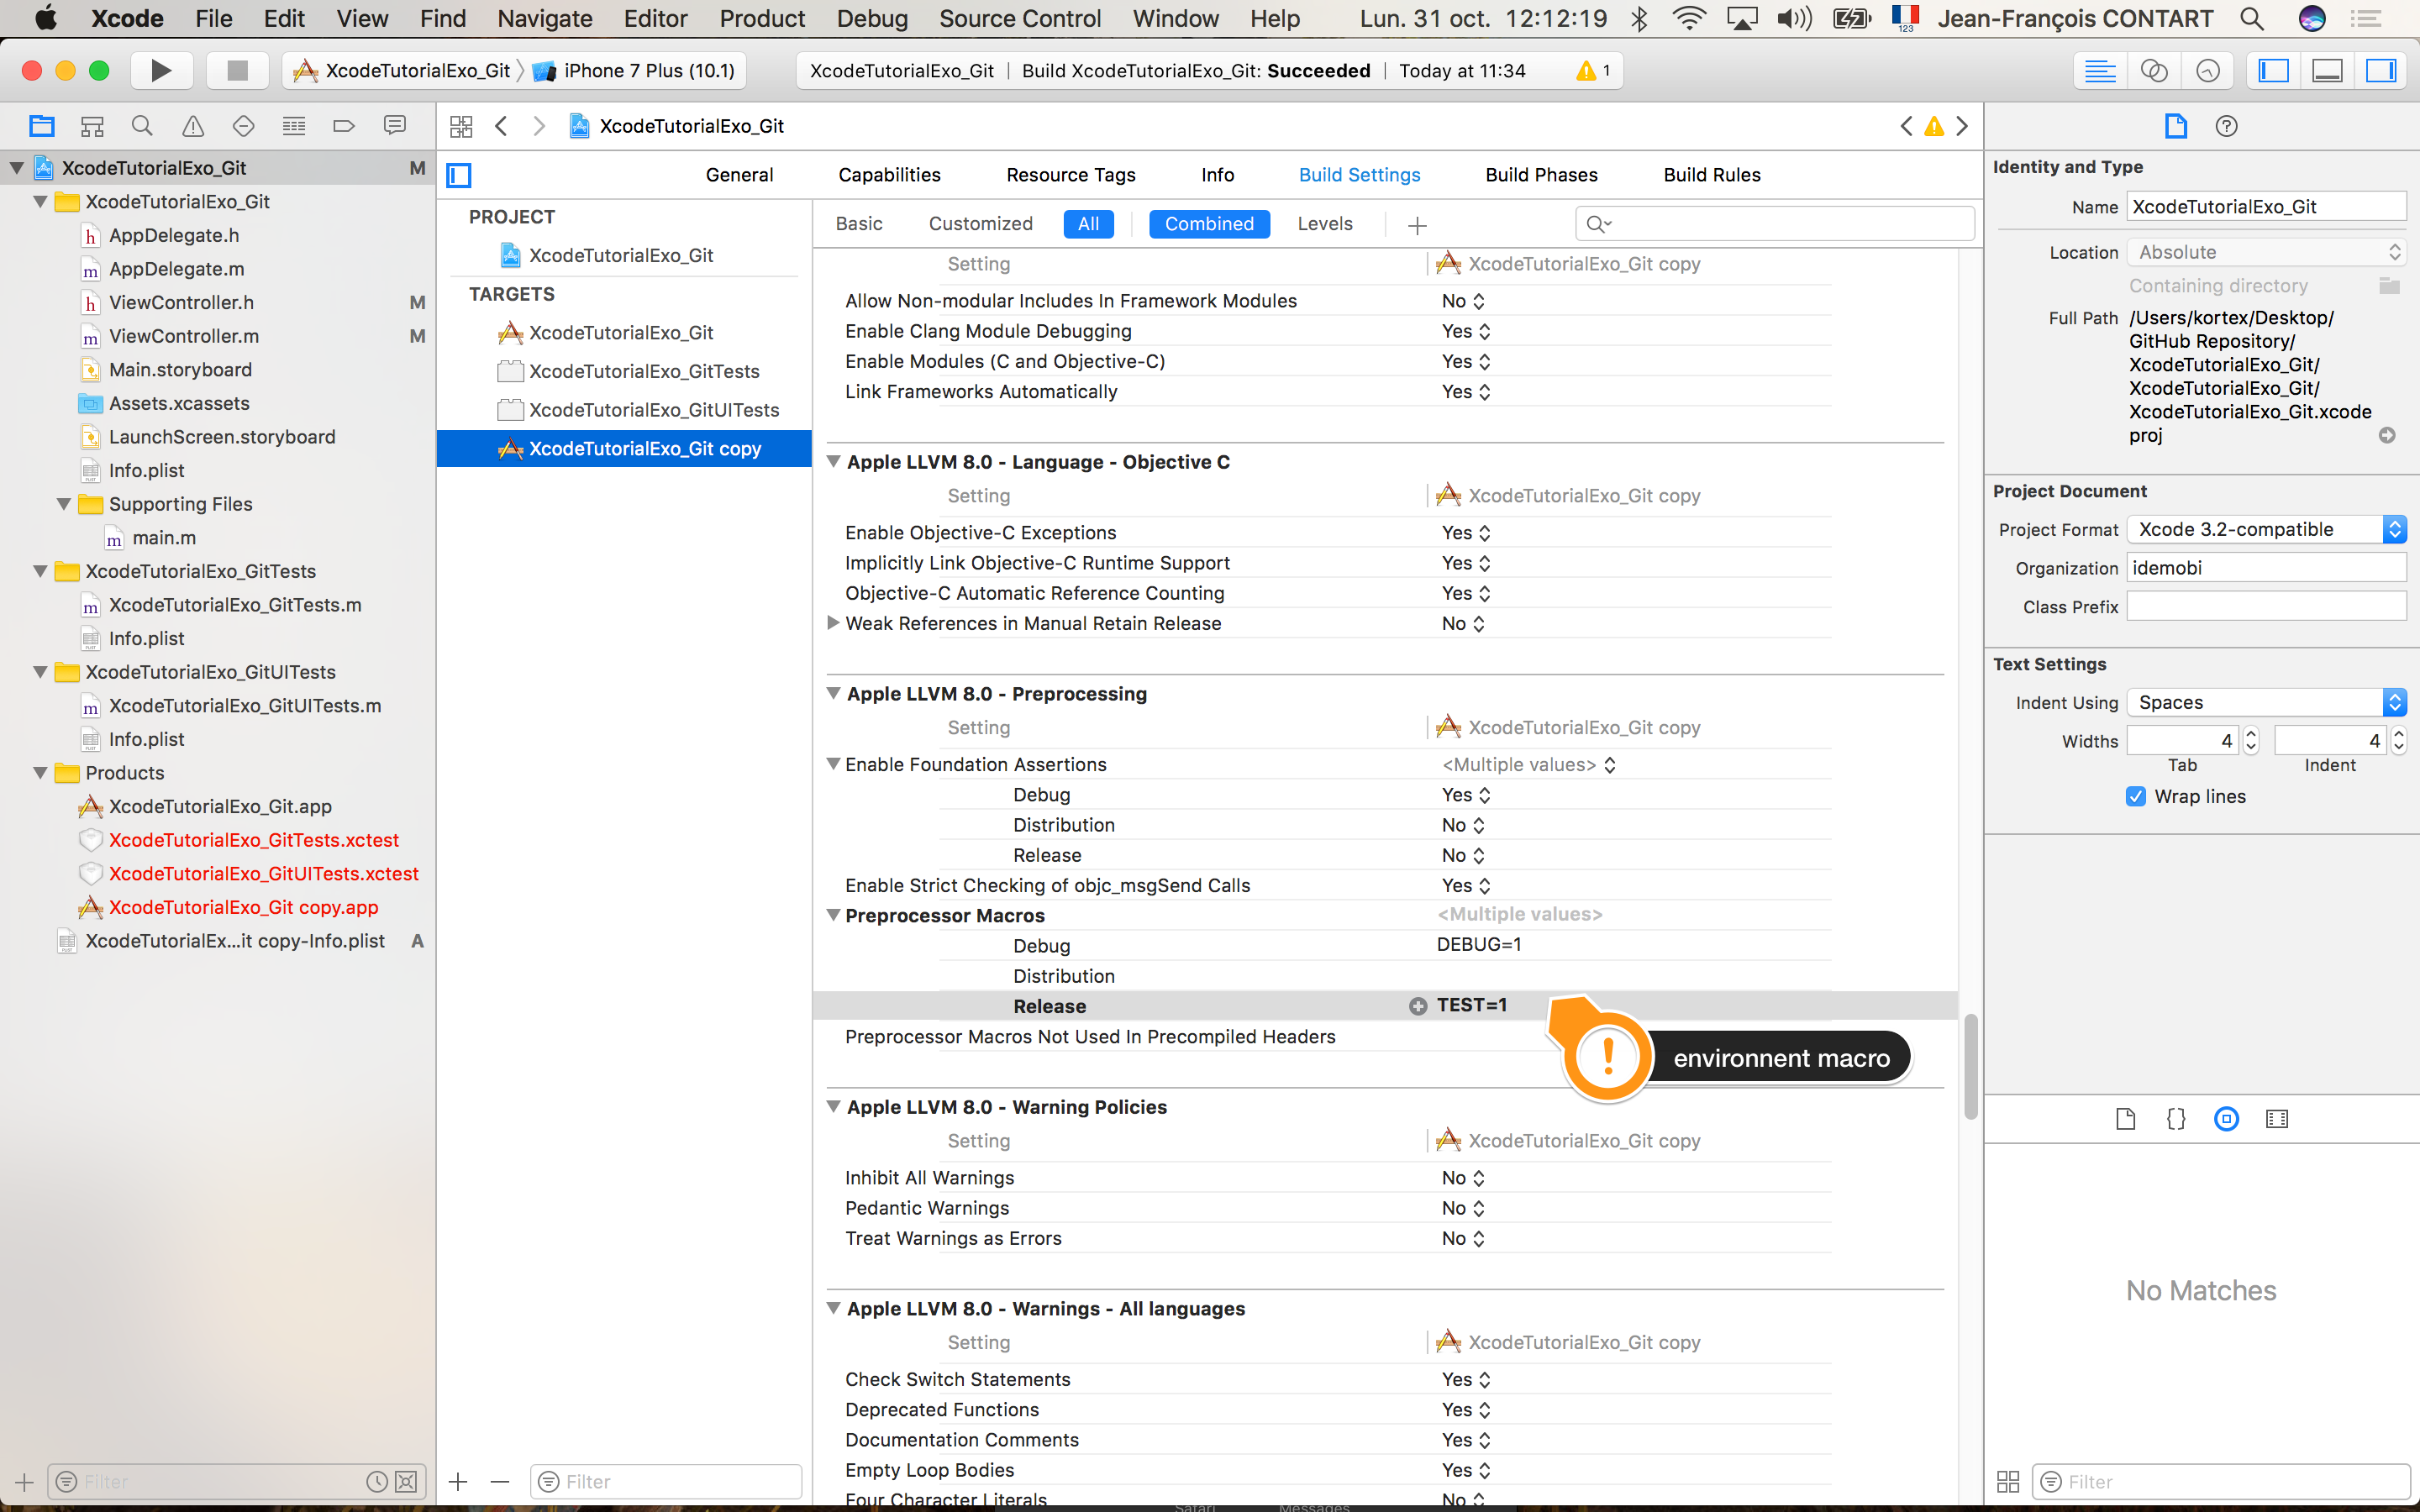 Xcode File Edit View Find Navigate Editor Product Debug Source Control Window Help Lun. 31 oct. 12:12:19 123 Jean-François CONTART
XcodeTutorialExo_Git iPhone 7 Plus (10.1) XcodeTutorialExo_Git | Build XcodeTutorialExo_Git: Succeeded | Today at 11:34 1
XcodeTutorialExo_Git
XcodeTutorialExo_Git M
XcodeTutorialExo_Git
h AppDelegate.h
m AppDelegate.m
h ViewController.h M
m ViewController.m M
Main.storyboard
Assets.xcassets
LaunchScreen.storyboard
Info.plist
Supporting Files
m main.m
XcodeTutorialExo_GitTests
m XcodeTutorialExo_GitTests.m
Info.plist
XcodeTutorialExo_GitUITests
m XcodeTutorialExo_GitUITests.m
Info.plist
Products
XcodeTutorialExo_Git.app
XcodeTutorialExo_GitTests.xctest
XcodeTutorialExo_GitUITests.xctest
XcodeTutorialExo_Git copy.app
XcodeTutorialEx...it copy-Info.plist A
Filter
General Capabilities Resource Tags Info Build Settings Build Phases Build Rules
PROJECT
XcodeTutorialExo_Git
TARGETS
XcodeTutorialExo_Git
XcodeTutorialExo_GitTests
XcodeTutorialExo_GitUITests
XcodeTutorialExo_Git copy
Filter
Basic Customized All Combined Levels
Setting XcodeTutorialExo_Git copy
Allow Non-modular Includes In Framework Modules No
Enable Clang Module Debugging Yes
Enable Modules (C and Objective-C) Yes
Link Frameworks Automatically Yes
Apple LLVM 8.0 - Language - Objective C
Setting XcodeTutorialExo_Git copy
Enable Objective-C Exceptions Yes
Implicitly Link Objective-C Runtime Support Yes
Objective-C Automatic Reference Counting Yes
Weak References in Manual Retain Release No
Apple LLVM 8.0 - Preprocessing
Setting XcodeTutorialExo_Git copy
Enable Foundation Assertions <Multiple values>
Debug Yes
Distribution No
Release No
Enable Strict Checking of objc_msgSend Calls Yes
Preprocessor Macros <Multiple values>
Debug DEBUG=1
Distribution
Release TEST=1
Preprocessor Macros Not Used In Precompiled Headers
! environnent macro
Apple LLVM 8.0 - Warning Policies
Setting XcodeTutorialExo_Git copy
Inhibit All Warnings No
Pedantic Warnings No
Treat Warnings as Errors No
Apple LLVM 8.0 - Warnings - All languages
Setting XcodeTutorialExo_Git copy
Check Switch Statements Yes
Deprecated Functions Yes
Documentation Comments Yes
Empty Loop Bodies Yes
Four Character Literals No
Identity and Type
Name XcodeTutorialExo_Git
Location Absolute
Containing directory
Full Path /Users/kortex/Desktop/
GitHub Repository/
XcodeTutorialExo_Git/
XcodeTutorialExo_Git/
XcodeTutorialExo_Git.xcode
proj
Project Document
Project Format Xcode 3.2-compatible
Organization idemobi
Class Prefix
Text Settings
Indent Using Spaces
Widths 4 4
Tab Indent
Wrap lines
No Matches
Filter
Safari Messages